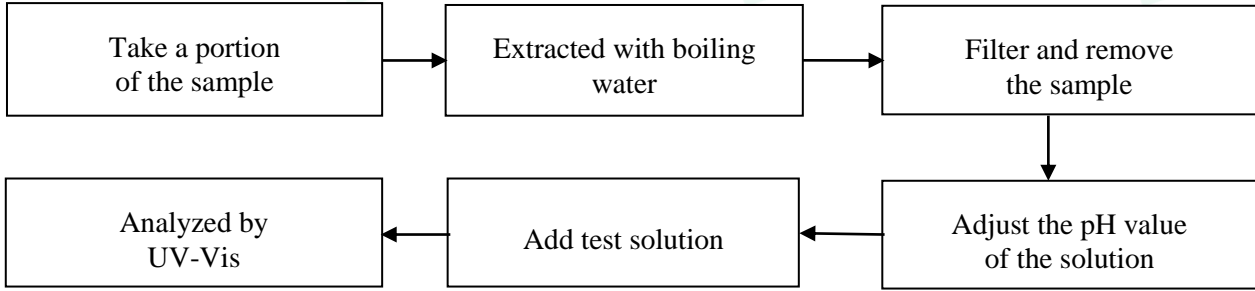 Take a portion
of the sample
Extracted with boiling
water
Filter and remove
the sample
Adjust the pH value
of the solution
Add test solution
Analyzed by
UV-Vis